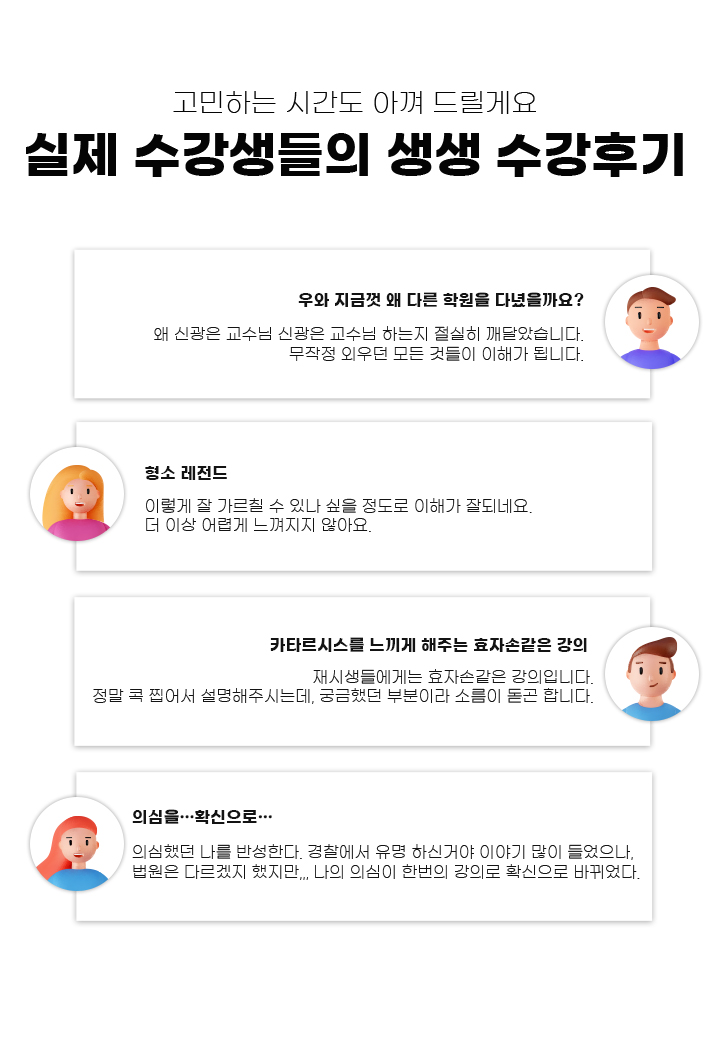 고민하는 시간도 아껴 드릴게요
실제 수강생들의 생생 수강후기
우와 지금껏 왜 다른 학원을 다녔을까요?
왜 신광은 교수님 신광은 교수님 하는지 절실히 깨달았습니다.
무작정 외우던 모든 것들이 이해가 됩니다.
형소 레전드
이렇게 잘 가르칠 수 있나 싶을 정도로 이해가 잘되네요.
더 이상 어렵게 느껴지지 않아요.
카타르시스를 느끼게 해주는 효자손같은 강의
재시생들에게는 효자손같은 강의입니다.
정말 콕 찝어서 설명해주시는데, 궁금했던 부분이라 소름이 돋곤 합니다.
의심을…확신으로…
의심했던 나를 반성한다. 경찰에서 유명 하신거야 이야기 많이 들었으나,
법원은 다르겠지 했지만,,, 나의 의심이 한번의 강의로 확신으로 바뀌었다.